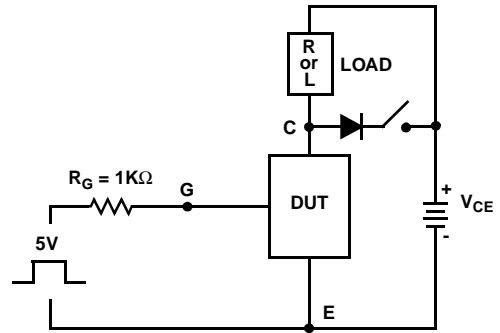 R
or
L
LOAD
C
R_G = 1KΩ
G
DUT
+
V_CE
-
5V
E